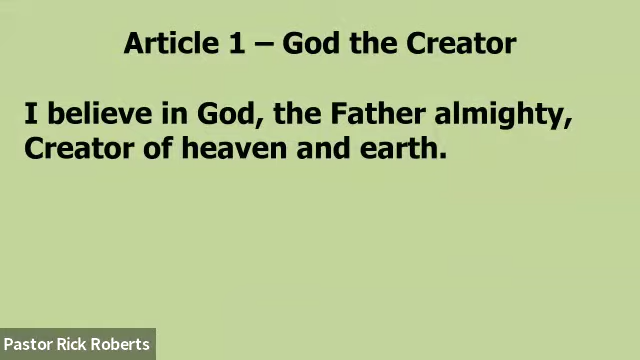 Article 1 – God the Creator
I believe in God, the Father almighty,
Creator of heaven and earth.
Pastor Rick Roberts